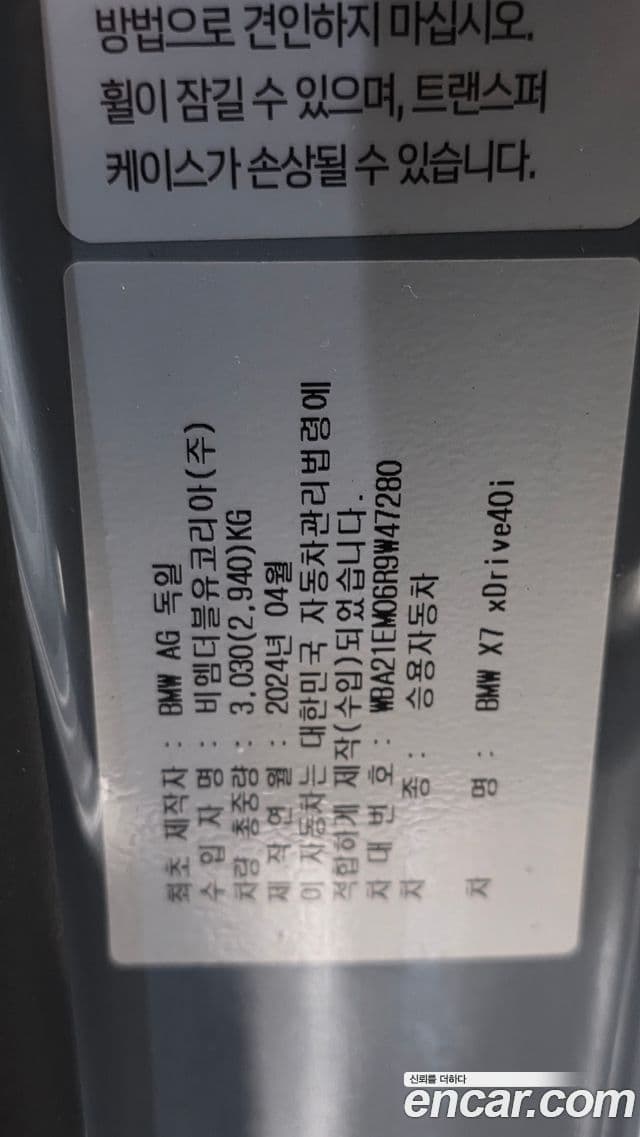 방법으로 견인하지 마십시오.
휠이 잠길 수 있으며, 트랜스퍼
케이스가 손상될 수 있습니다.
최초 제작자 : BMW AG 독일
수 입 자 명 : 비엠더블유코리아(주)
차량 총중량 : 3,030(2,940)KG
제 작 연 월 : 2024년 04월
이 자동차는 대한민국 자동차관리법령에
적합하게 제작(수입)되었습니다.
차 대 번 호 : WBA21EM06R9W47280
차 종 : 승용자동차
차 명 : BMW X7 xDrive40i
신뢰를 더하다
encar.com